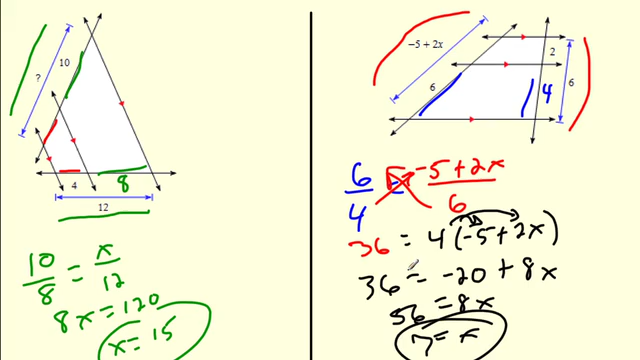 10
?
4
8
12
10/8 = x/12
8x = 120
x = 15
-5 + 2x
2
6
6
4
6/4 = -5 + 2x/6
36 = 4(-5 + 2x)
36 = -20 + 8x
56 = 8x
7 = x